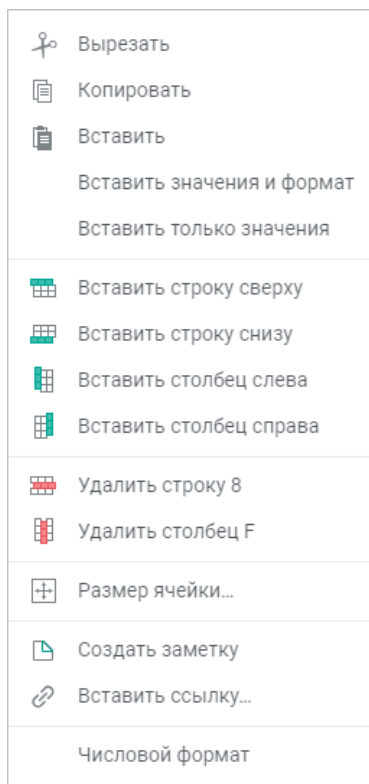 Вырезать
Копировать
Вставить
Вставить значения и формат
Вставить только значения
Вставить строку сверху
Вставить строку снизу
Вставить столбец слева
Вставить столбец справа
Удалить строку 8
Удалить столбец F
Размер ячейки...
Создать заметку
Вставить ссылку...
Числовой формат